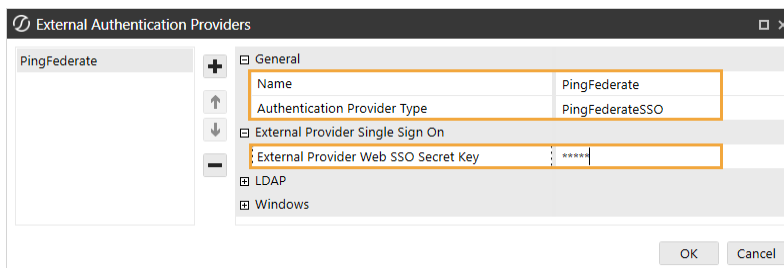 External Authentication Providers
PingFederate
General
Name PingFederate
Authentication Provider Type PingFederateSSO
External Provider Single Sign On
External Provider Web SSO Secret Key *****
LDAP
Windows
OK Cancel